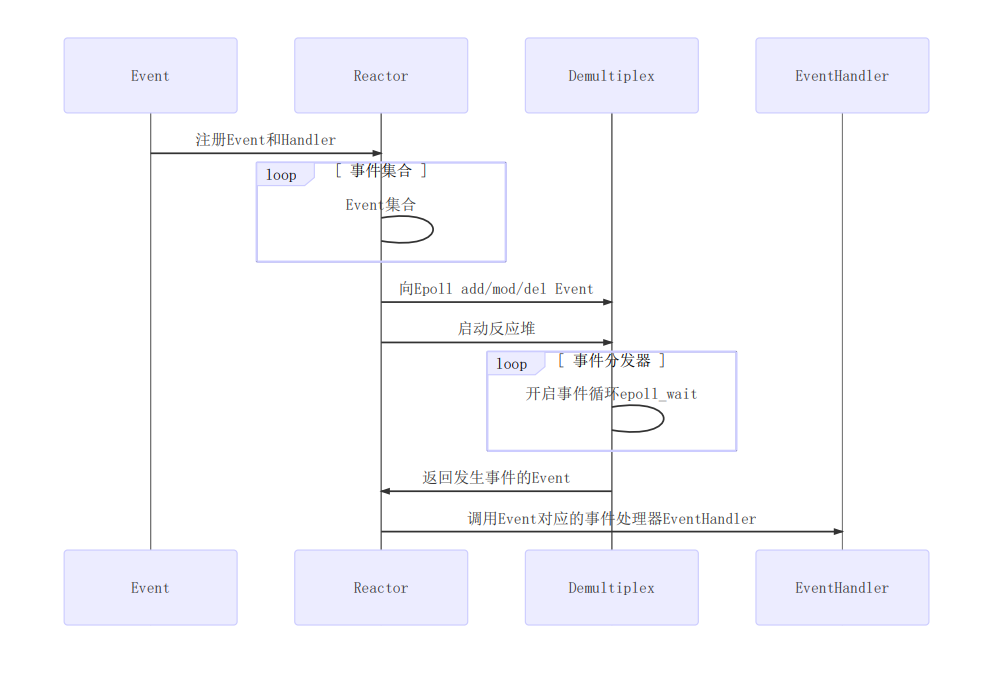 Event
Reactor
Demultiplex
EventHandler
注册Event和Handler
loop
[ 事件集合 ]
Event集合
向Epoll add/mod/del Event
启动反应堆
loop
[ 事件分发器 ]
开启事件循环epoll_wait
返回发生事件的Event
调用Event对应的事件处理器EventHandler
Event
Reactor
Demultiplex
EventHandler